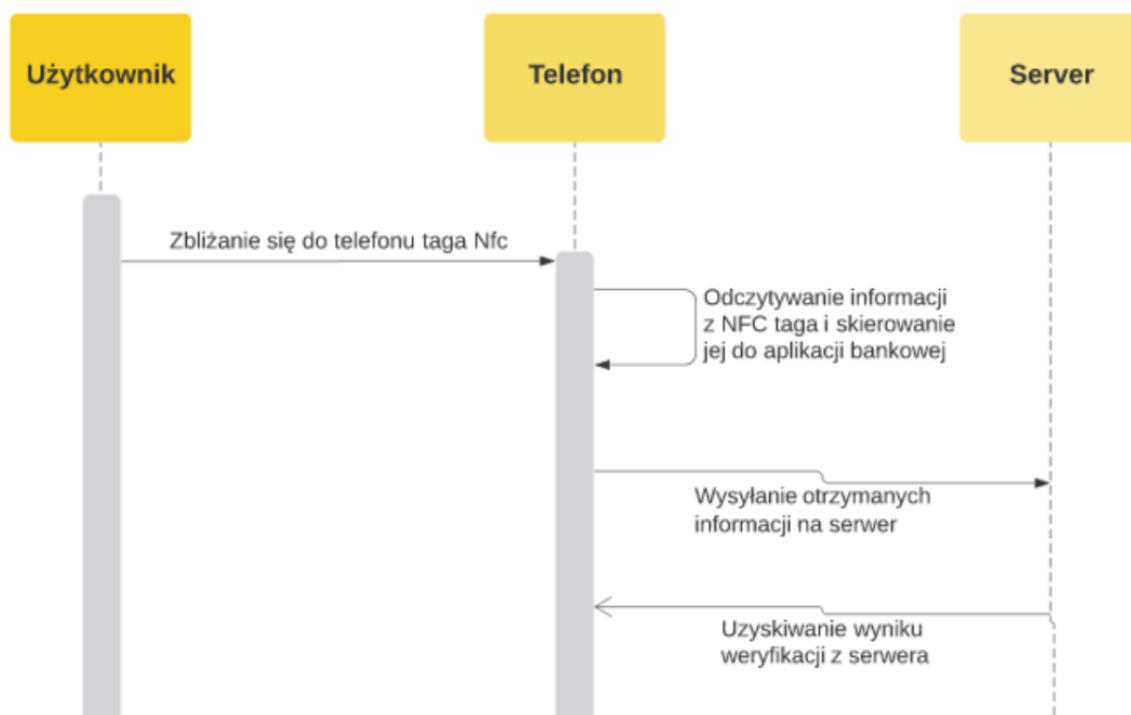 Użytkownik
Telefon
Server
Zbliżanie się do telefonu taga Nfc
Odczytywanie informacji
z NFC taga i skierowanie
jej do aplikacji bankowej
Wysyłanie otrzymanych
informacji na serwer
Uzyskiwanie wyniku
weryfikacji z serwera